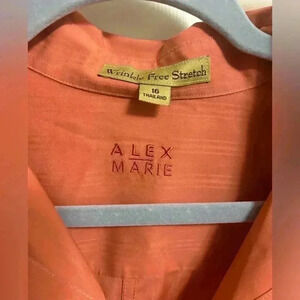 Wrinkle Free Stretch
16
THAILAND
ALEX
MARIE